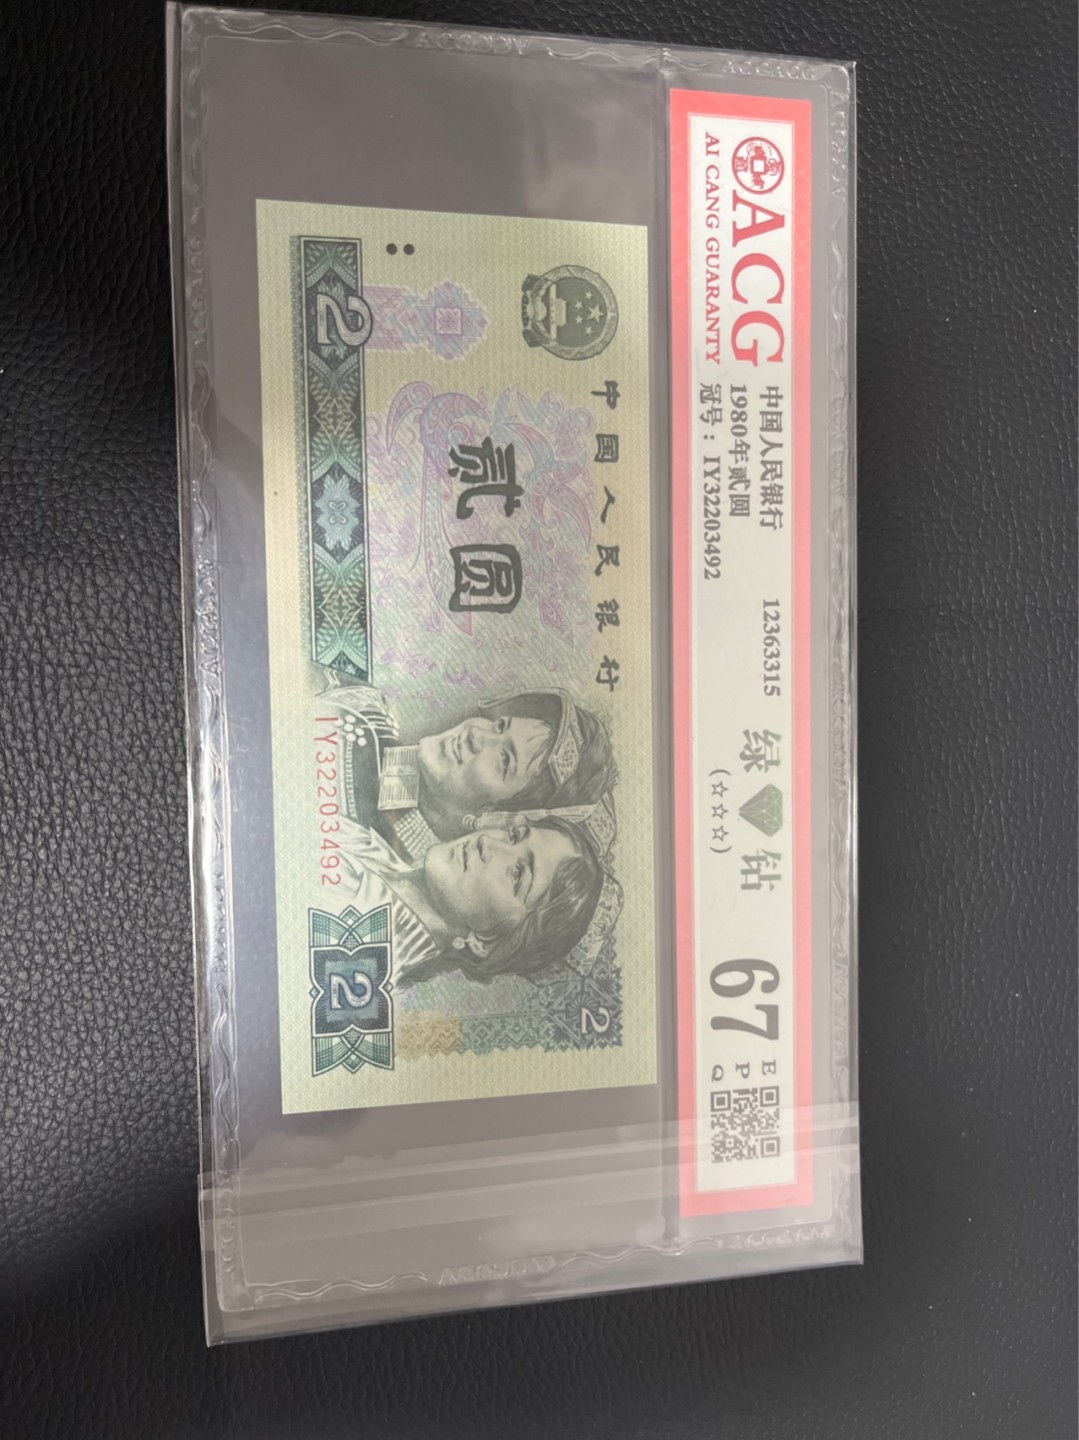 ACG
AI CANG GUARANTY
中国人民银行
1980年贰圆
冠号：IY32203492
12363315
绿钻
(☆☆☆)
67
E
P
Q
中国人民银行
贰圆
2
IY32203492
2
2